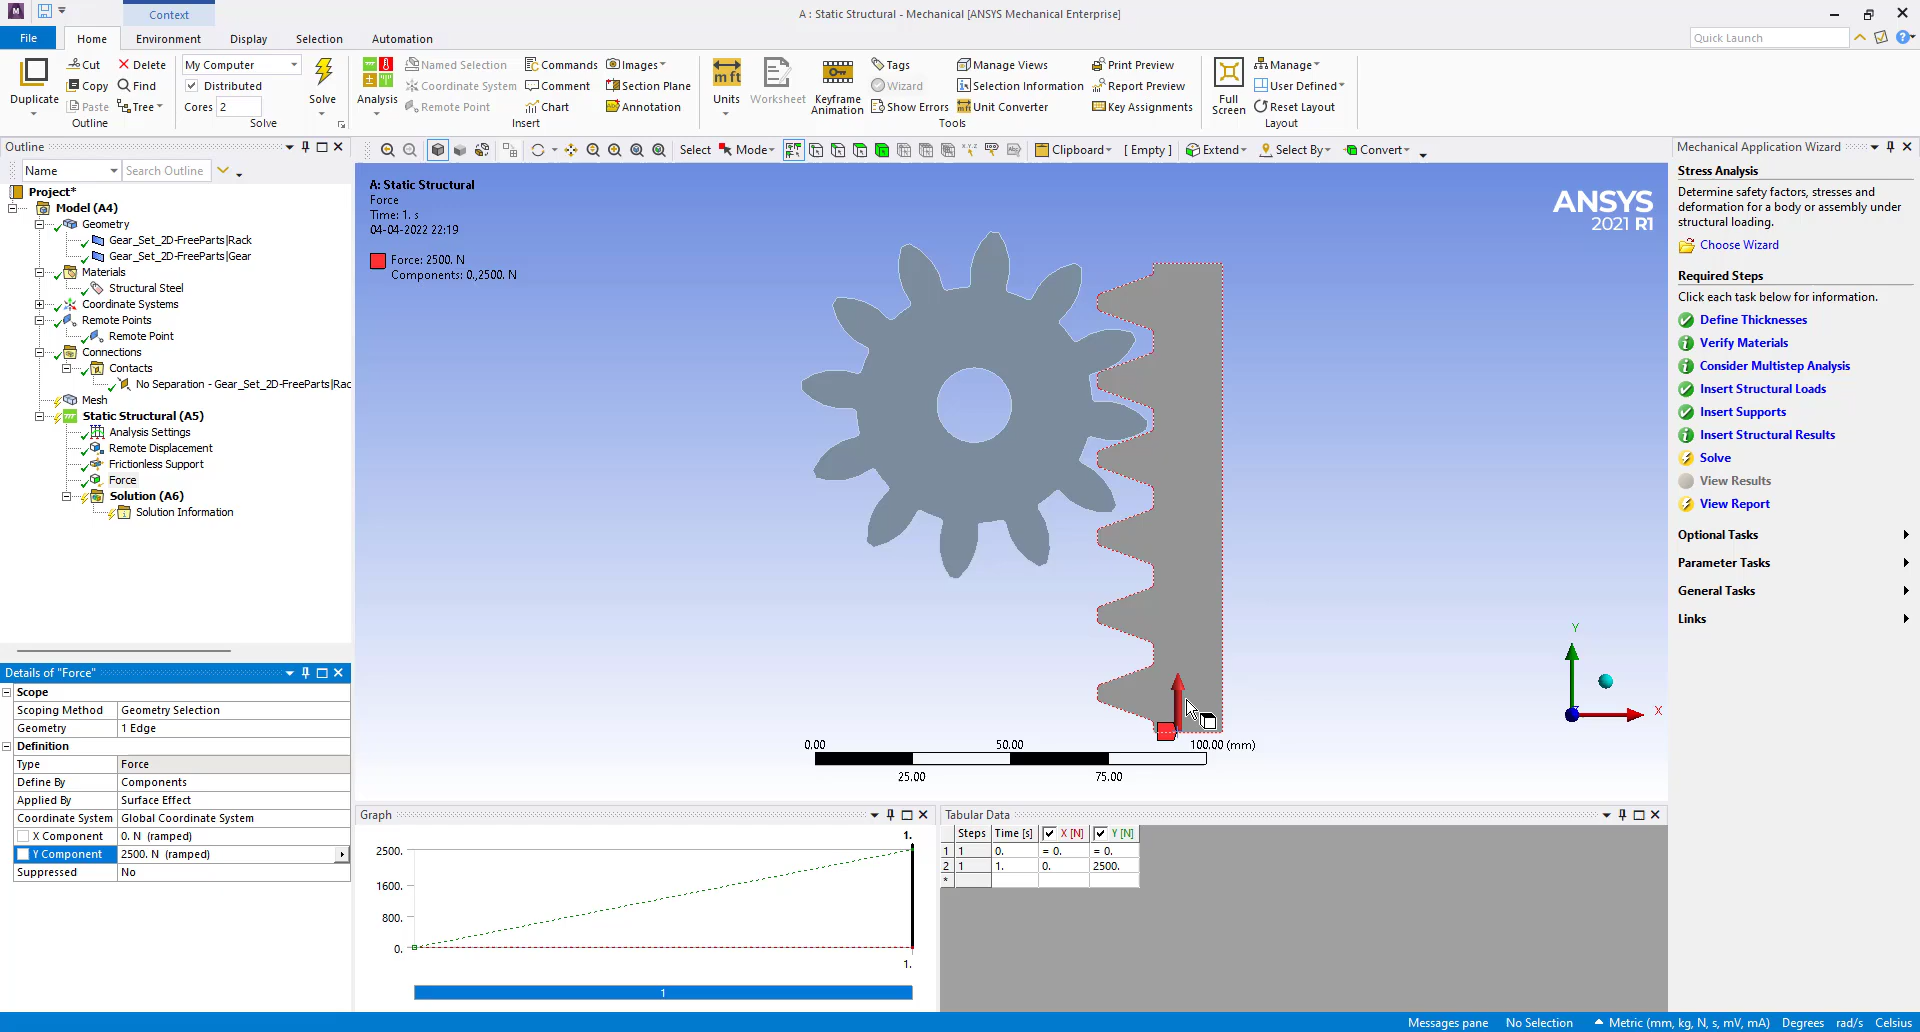 Context
A : Static Structural - Mechanical [ANSYS Mechanical Enterprise]
File
Home
Environment
Display
Selection
Automation
Quick Launch
Duplicate
Cut
Copy
Paste
Delete
Find
Tree
Outline
My Computer
Distributed
Cores 2
Solve
Solve
Analysis
Named Selection
Coordinate System
Remote Point
Commands
Comment
Chart
Images
Section Plane
Annotation
Insert
Units
Worksheet
Keyframe
Animation
Tags
Wizard
Show Errors
Manage Views
Selection Information
Unit Converter
Print Preview
Report Preview
Key Assignments
Tools
Full
Screen
Manage
User Defined
Reset Layout
Layout
Outline
Name
Search Outline
Project*
Model (A4)
Geometry
Gear_Set_2D-FreeParts|Rack
Gear_Set_2D-FreeParts|Gear
Materials
Structural Steel
Coordinate Systems
Remote Points
Remote Point
Connections
Contacts
No Separation - Gear_Set_2D-FreeParts|Rac
Mesh
Static Structural (A5)
Analysis Settings
Remote Displacement
Frictionless Support
Force
Solution (A6)
Solution Information
Details of "Force"
Scope
Scoping Method Geometry Selection
Geometry 1 Edge
Definition
Type Force
Define By Components
Applied By Surface Effect
Coordinate System Global Coordinate System
X Component 0. N (ramped)
Y Component 2500. N (ramped)
Suppressed No
Select
Mode
Clipboard
[ Empty ]
Extend
Select By
Convert
A: Static Structural
Force
Time: 1. s
04-04-2022 22:19
Force: 2500. N
Components: 0.,2500. N
ANSYS
2021 R1
Y
X
0.00 50.00 100.00 (mm)
25.00 75.00
Graph
1.
2500.
1600.
800.
0.
1.
1
Tabular Data
Steps Time [s] X [N] Y [N]
1 1 0. = 0. = 0.
2 1 1. 0. 2500.
*
Mechanical Application Wizard
Stress Analysis
Determine safety factors, stresses and
deformation for a body or assembly under
structural loading.
Choose Wizard
Required Steps
Click each task below for information.
Define Thicknesses
Verify Materials
Consider Multistep Analysis
Insert Structural Loads
Insert Supports
Insert Structural Results
Solve
View Results
View Report
Optional Tasks
Parameter Tasks
General Tasks
Links
Messages pane
No Selection
Metric (mm, kg, N, s, mV, mA)
Degrees
rad/s
Celsius